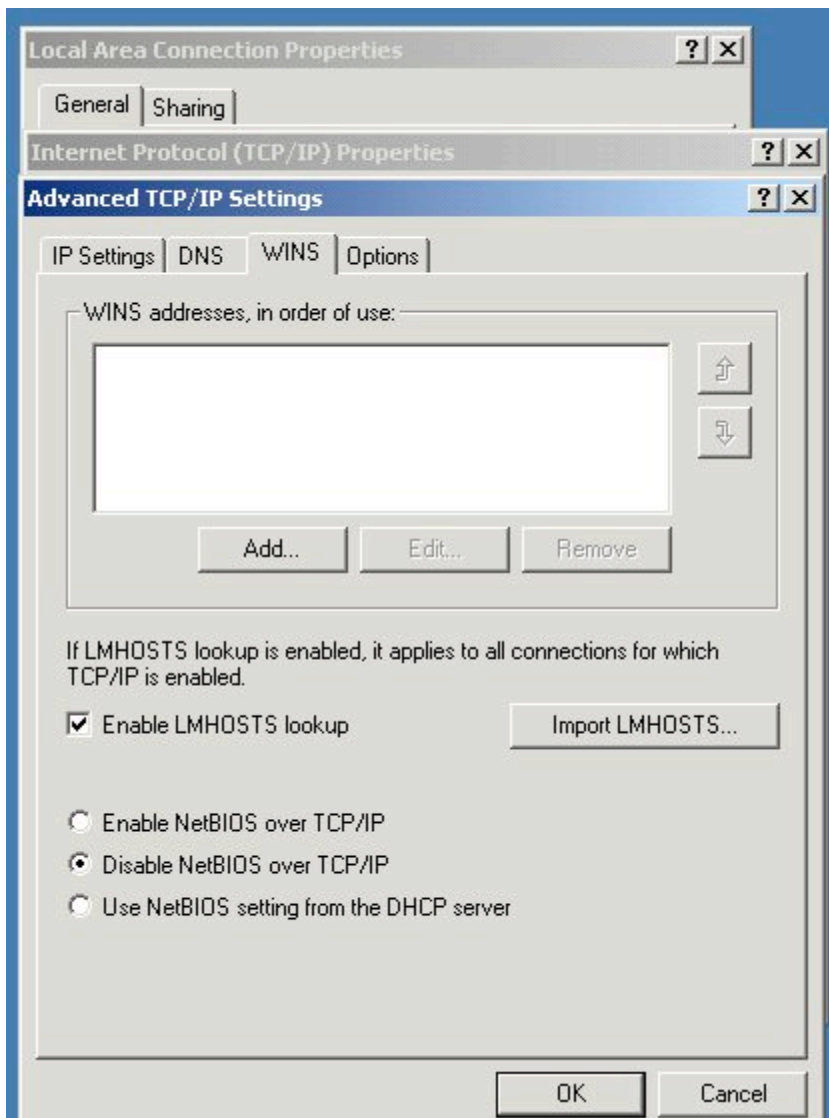 Local Area Connection Properties
General
Sharing
Internet Protocol (TCP/IP) Properties
Advanced TCP/IP Settings
IP Settings
DNS
WINS
Options
WINS addresses, in order of use:
Add...
Edit...
Remove
If LMHOSTS lookup is enabled, it applies to all connections for which
TCP/IP is enabled.
Enable LMHOSTS lookup
Import LMHOSTS...
Enable NetBIOS over TCP/IP
Disable NetBIOS over TCP/IP
Use NetBIOS setting from the DHCP server
OK
Cancel